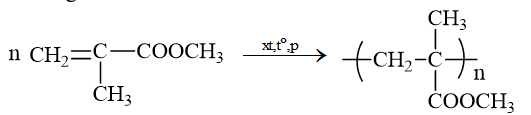 CH₃
n CH₂=C—COOCH₃ xt,t°,p —(CH₂—C—)n
CH₃
COOCH₃